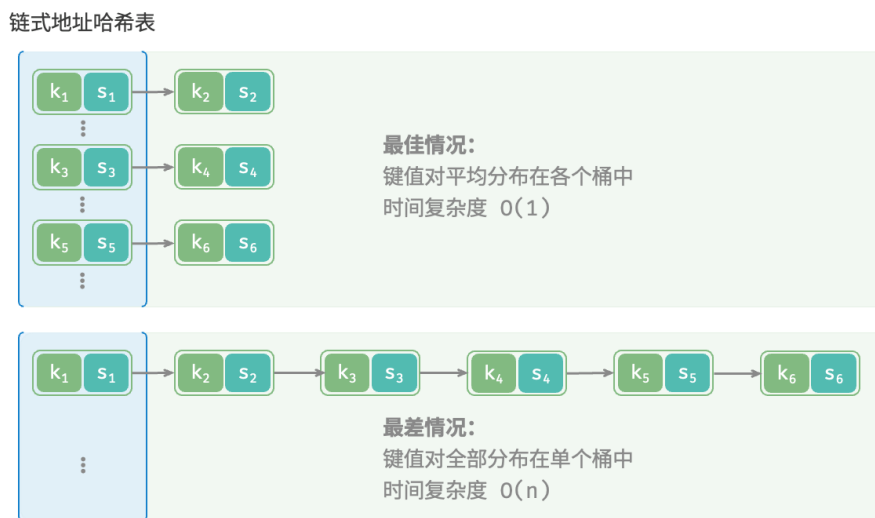 链式地址哈希表
k₁ s₁ k₂ s₂
最佳情况：
k₃ s₃ k₄ s₄
键值对平均分布在各个桶中
时间复杂度 O(1)
k₅ s₅ k₆ s₆
k₁ s₁ k₂ s₂ k₃ s₃ k₄ s₄ k₅ s₅ k₆ s₆
最差情况：
键值对全部分布在单个桶中
时间复杂度 O(n)